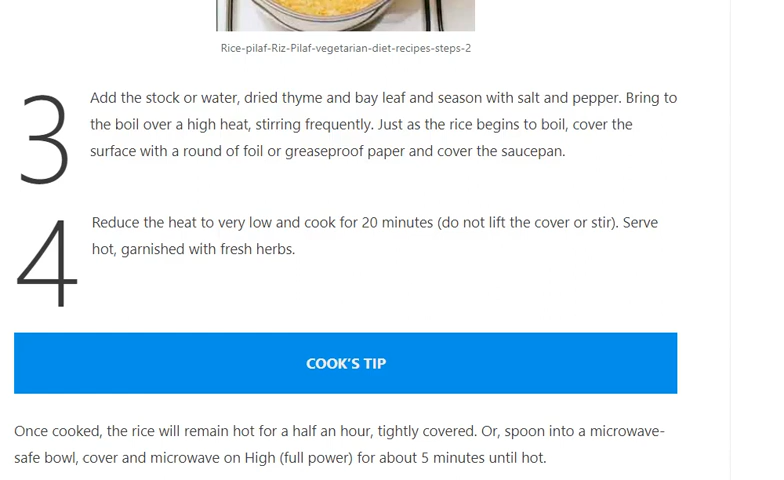 Rice-pilaf-Riz-Pilaf-vegetarian-diet-recipes-steps-2
3
Add the stock or water, dried thyme and bay leaf and season with salt and pepper. Bring to
the boil over a high heat, stirring frequently. Just as the rice begins to boil, cover the
surface with a round of foil or greaseproof paper and cover the saucepan.
4
Reduce the heat to very low and cook for 20 minutes (do not lift the cover or stir). Serve
hot, garnished with fresh herbs.
COOK’S TIP
Once cooked, the rice will remain hot for a half an hour, tightly covered. Or, spoon into a microwave-
safe bowl, cover and microwave on High (full power) for about 5 minutes until hot.